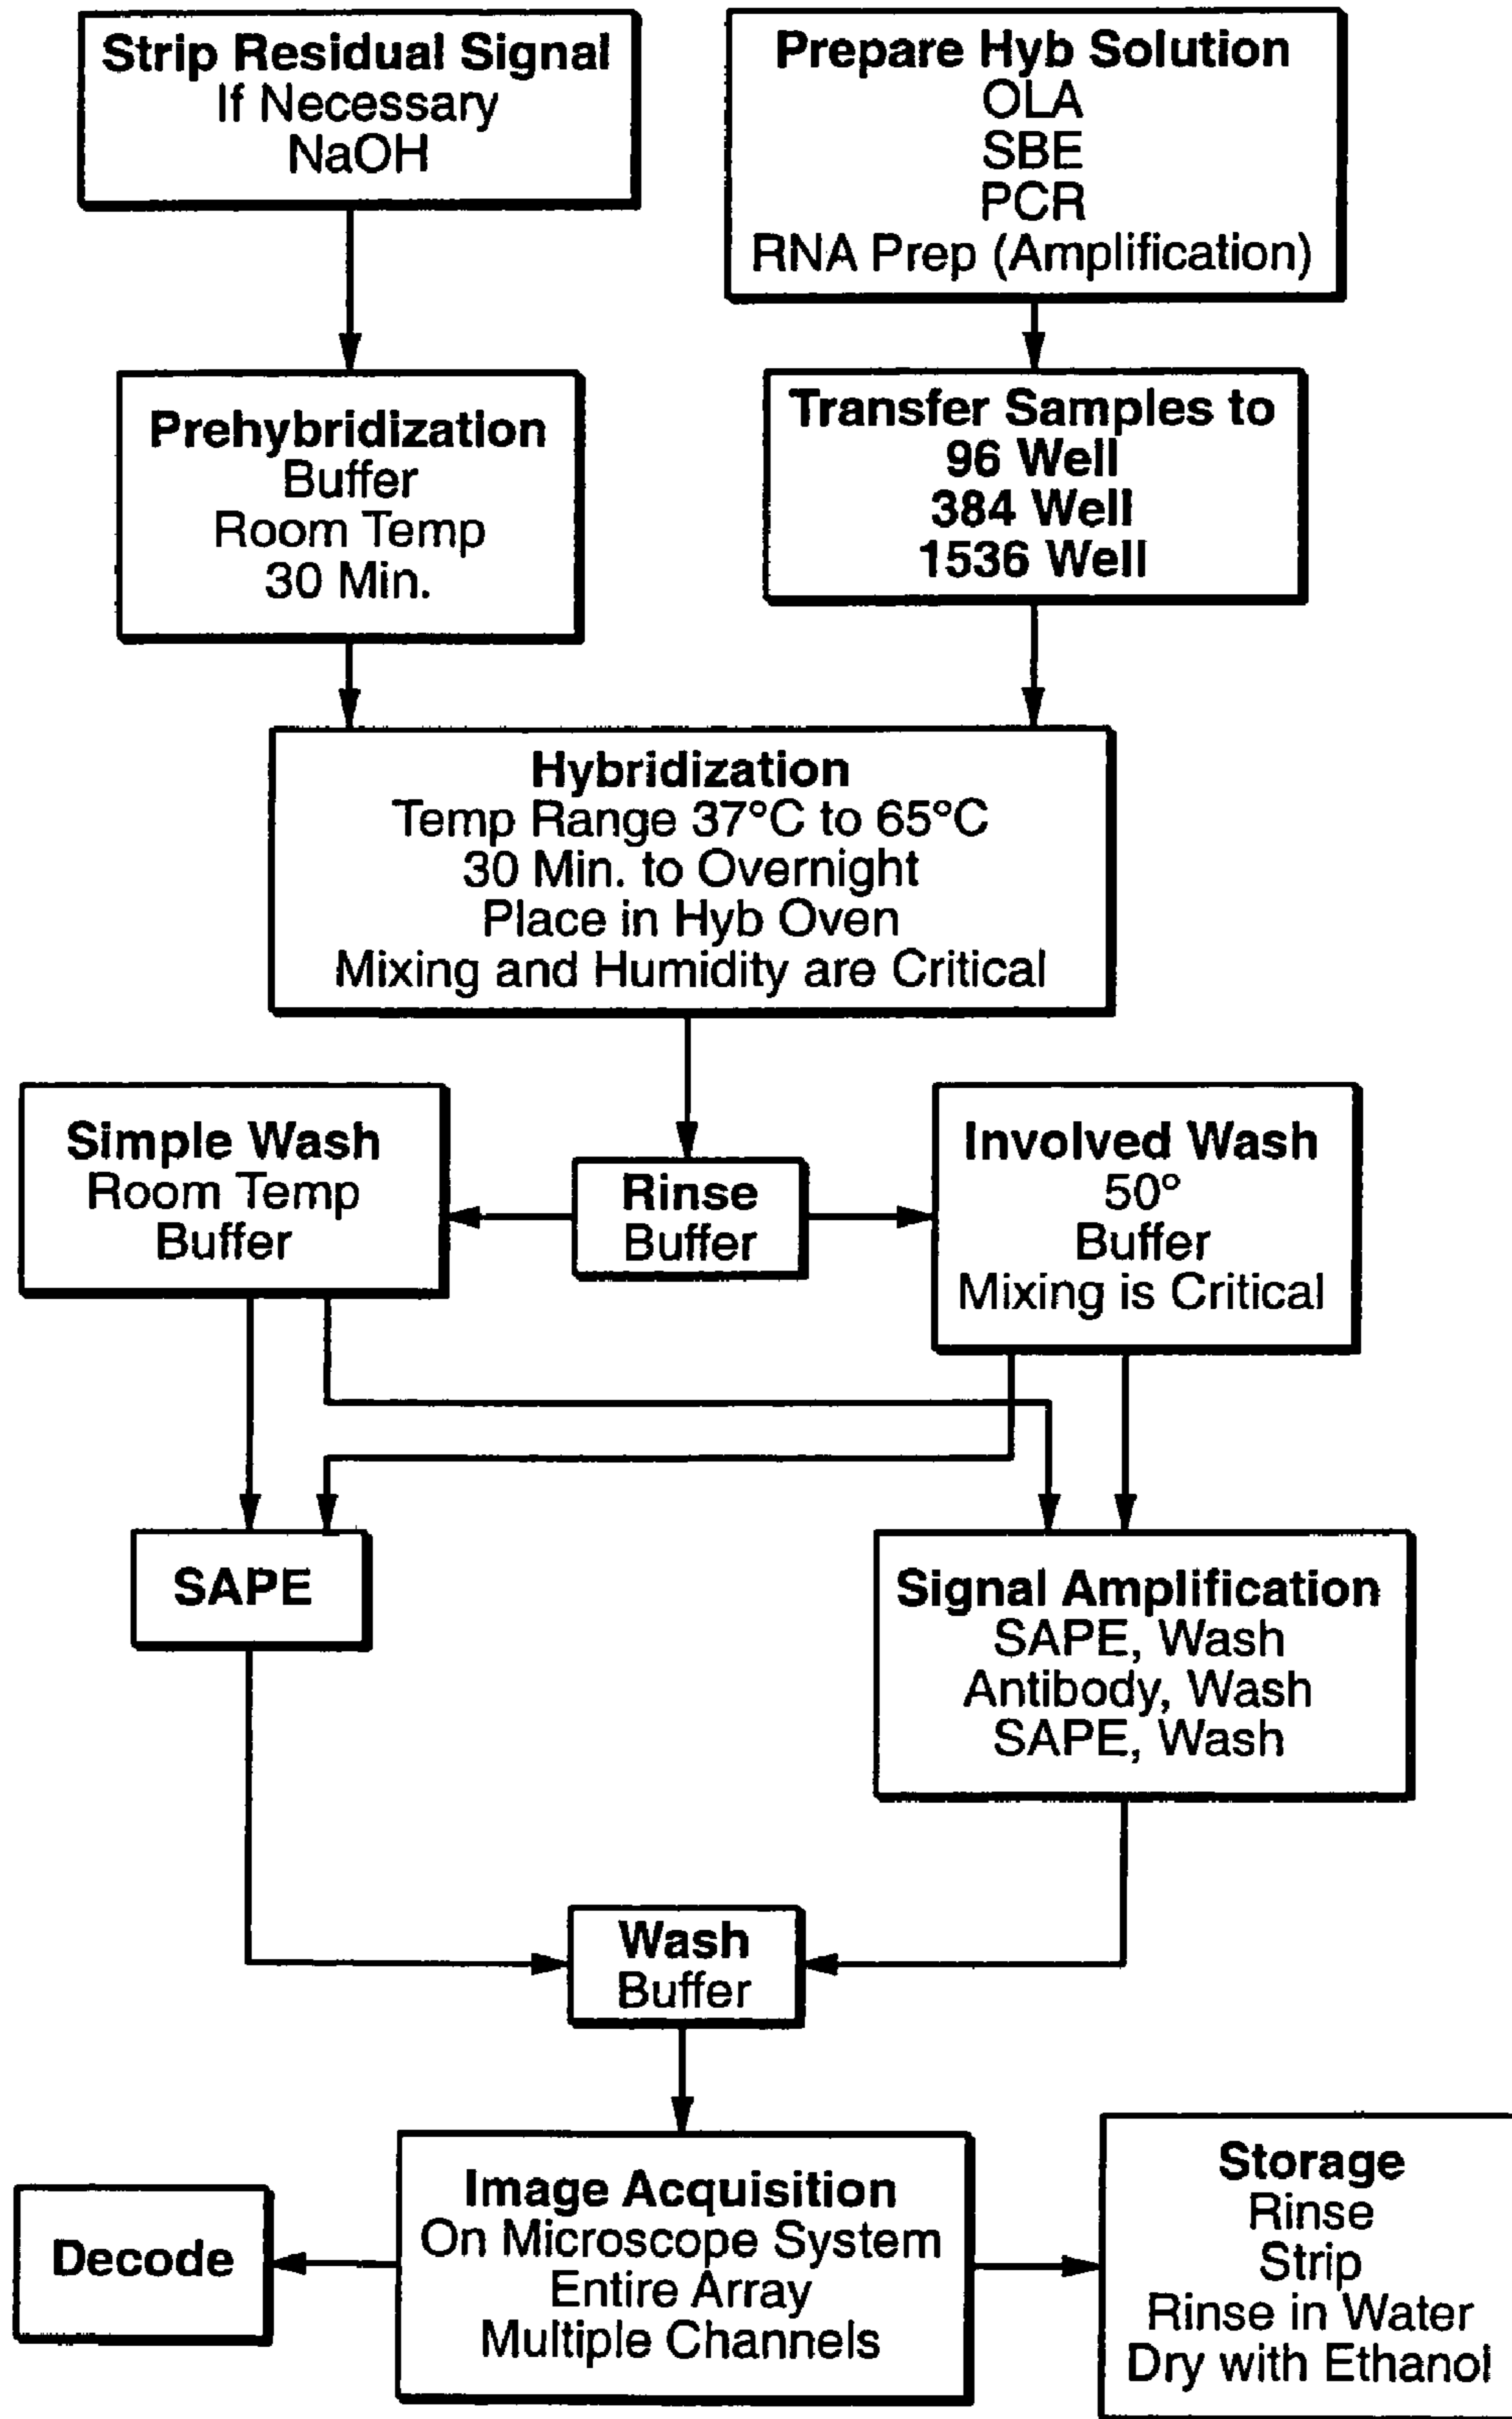 Strip Residual Signal
If Necessary
NaOH
Prepare Hyb Solution
OLA
SBE
PCR
RNA Prep (Amplification)
Prehybridization
Buffer
Room Temp
30 Min.
Transfer Samples to
96 Well
384 Well
1536 Well
Hybridization
Temp Range 37°C to 65°C
30 Min. to Overnight
Place in Hyb Oven
Mixing and Humidity are Critical
Simple Wash
Room Temp
Buffer
Rinse
Buffer
Involved Wash
50°
Buffer
Mixing is Critical
SAPE
Signal Amplification
SAPE, Wash
Antibody, Wash
SAPE, Wash
Wash
Buffer
Decode
Image Acquisition
On Microscope System
Entire Array
Multiple Channels
Storage
Rinse
Strip
Rinse in Water
Dry with Ethanol